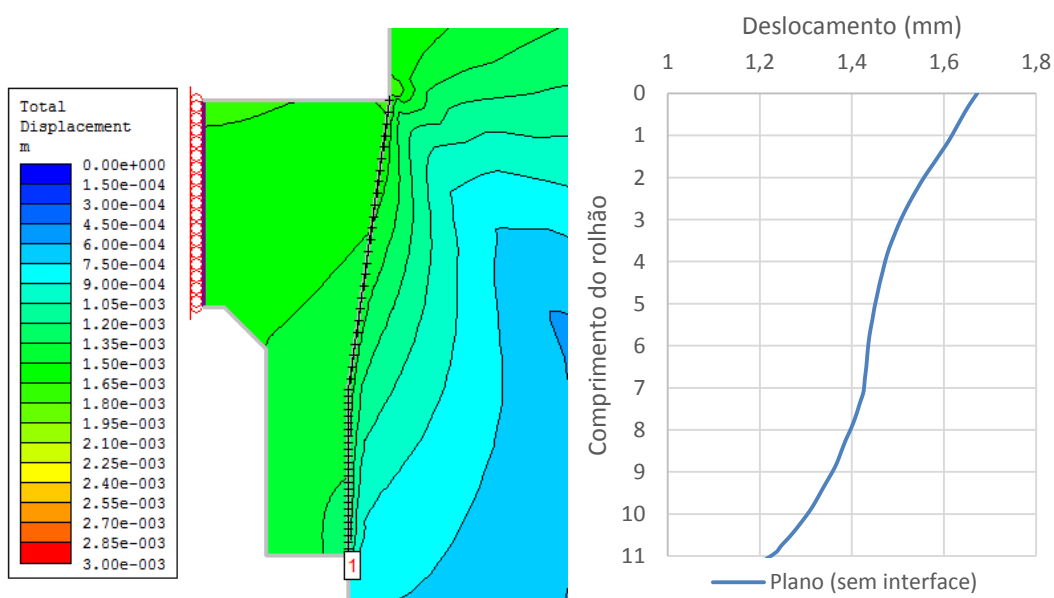 Total
Displacement
m
0.00e+000
1.50e-004
3.00e-004
4.50e-004
6.00e-004
7.50e-004
9.00e-004
1.05e-003
1.20e-003
1.35e-003
1.50e-003
1.65e-003
1.80e-003
1.95e-003
2.10e-003
2.25e-003
2.40e-003
2.55e-003
2.70e-003
2.85e-003
3.00e-003
1
Deslocamento (mm)
1 1,2 1,4 1,6 1,8
Comprimento do rolhão
0
1
2
3
4
5
6
7
8
9
10
11
Plano (sem interface)